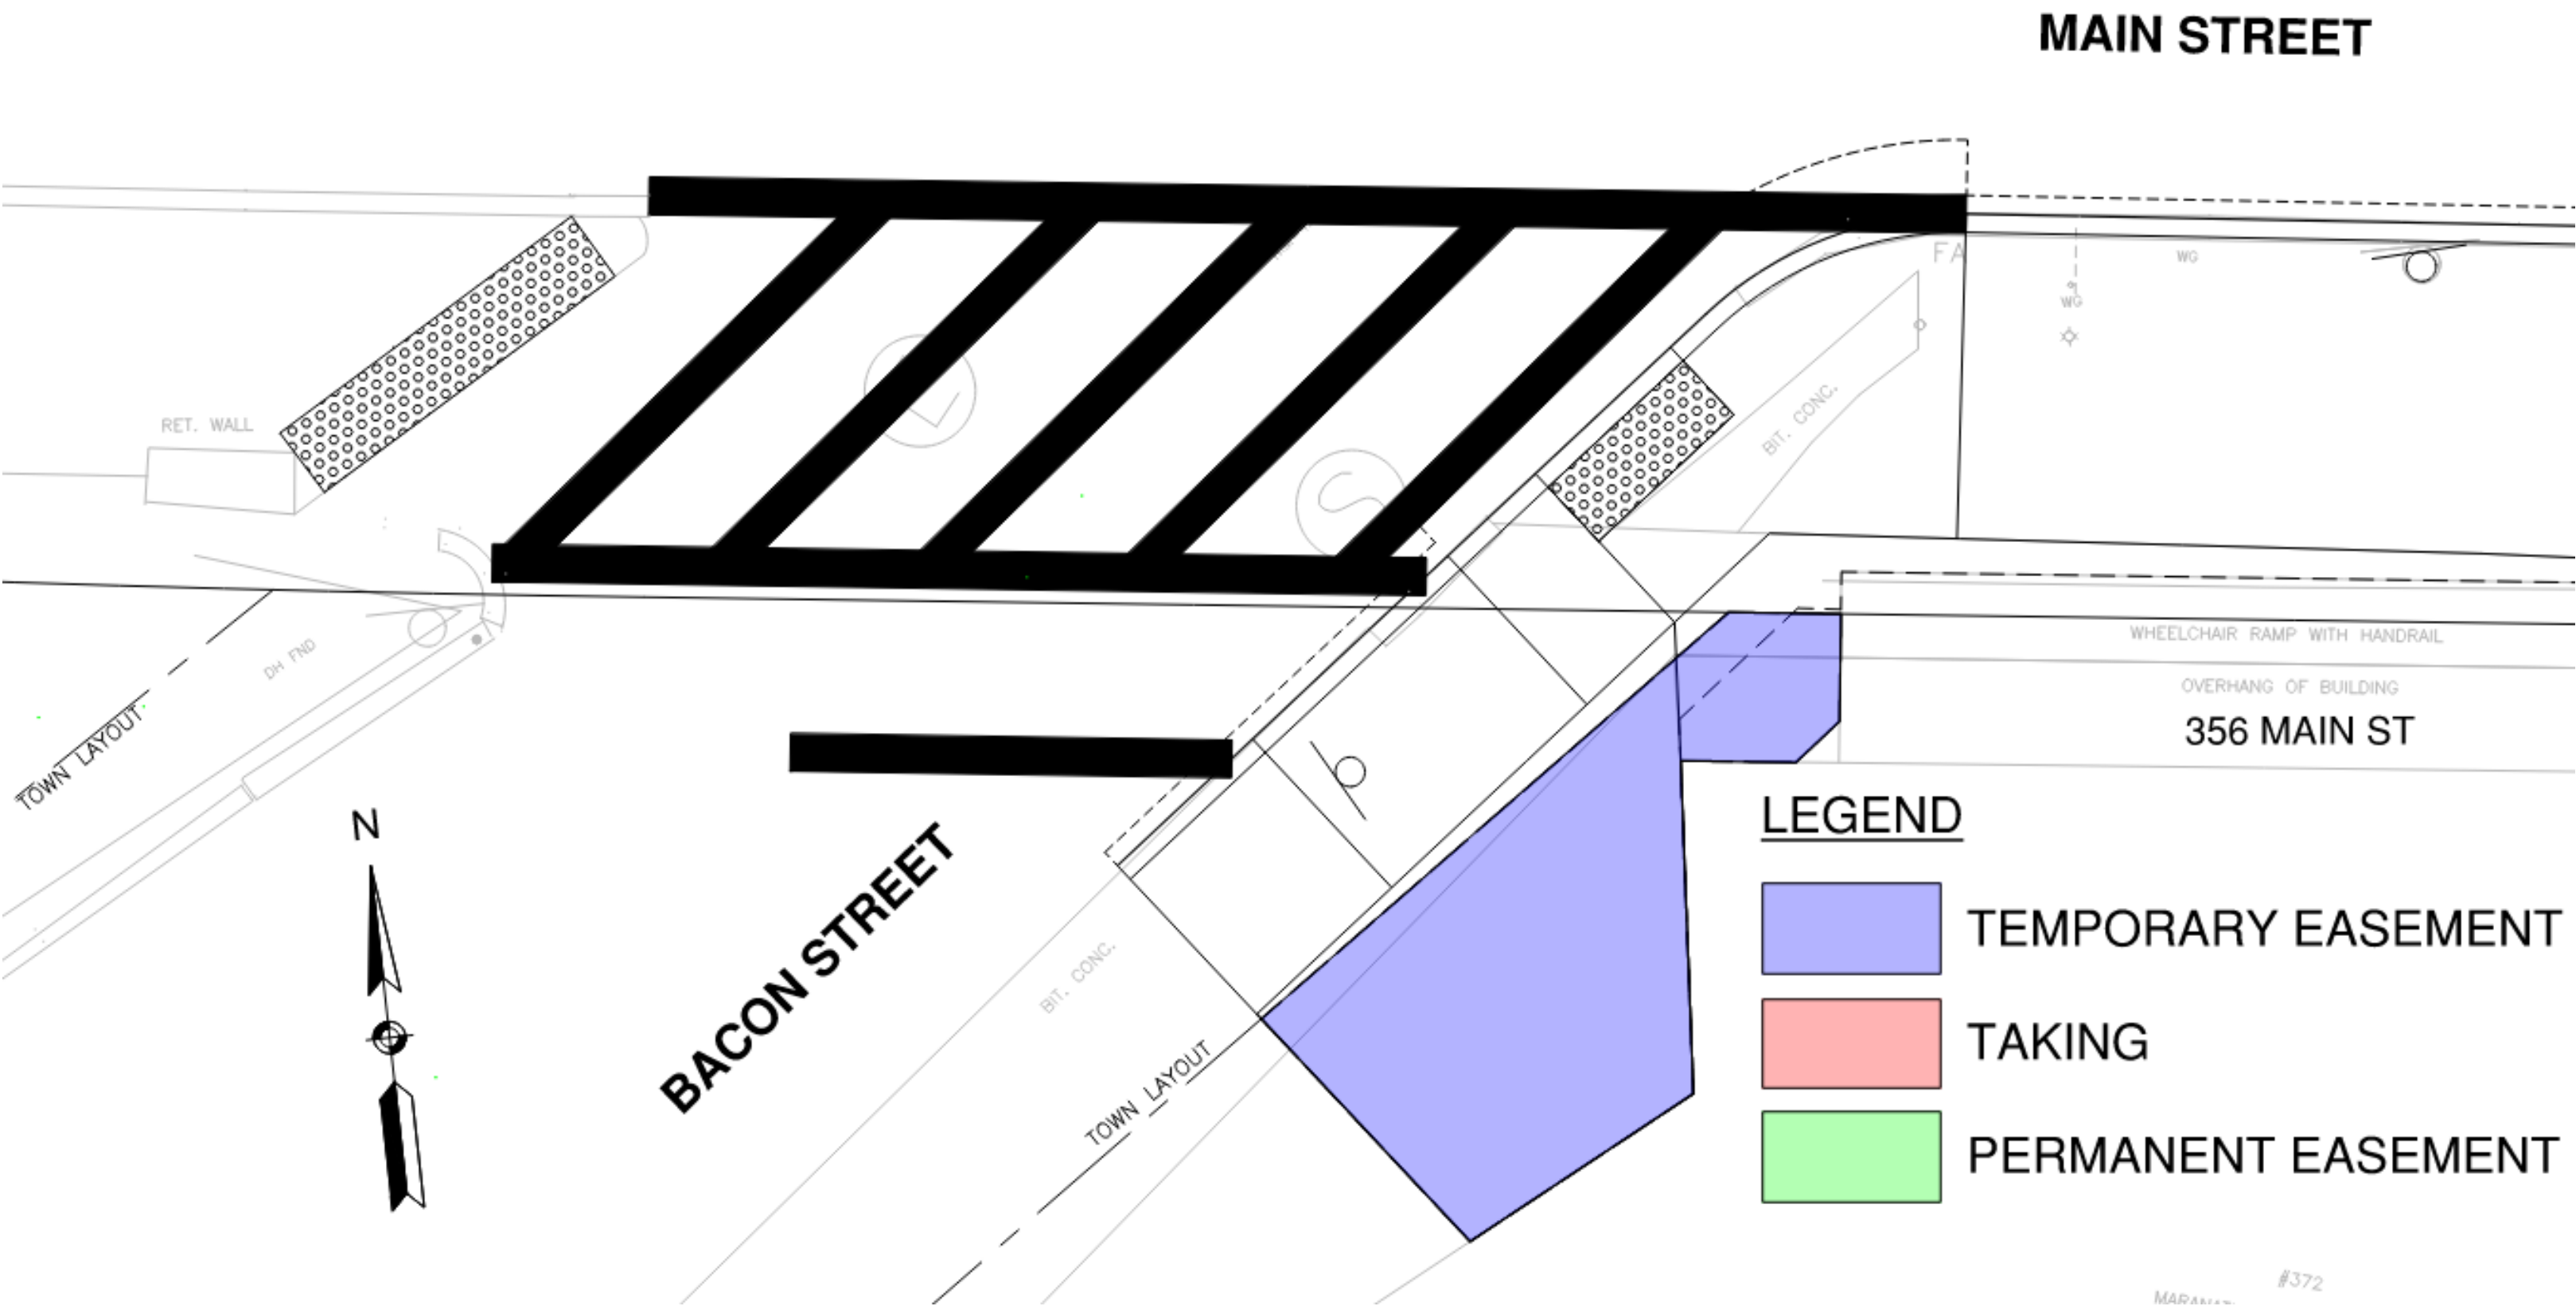 MAIN STREET
FA
WG
WG
RET. WALL
L
BIT. CONC.
S
DH FND
WHEELCHAIR RAMP WITH HANDRAIL
OVERHANG OF BUILDING
356 MAIN ST
TOWN LAYOUT
N
LEGEND
BACON STREET
TEMPORARY EASEMENT
BIT. CONC.
TAKING
TOWN LAYOUT
PERMANENT EASEMENT
#372